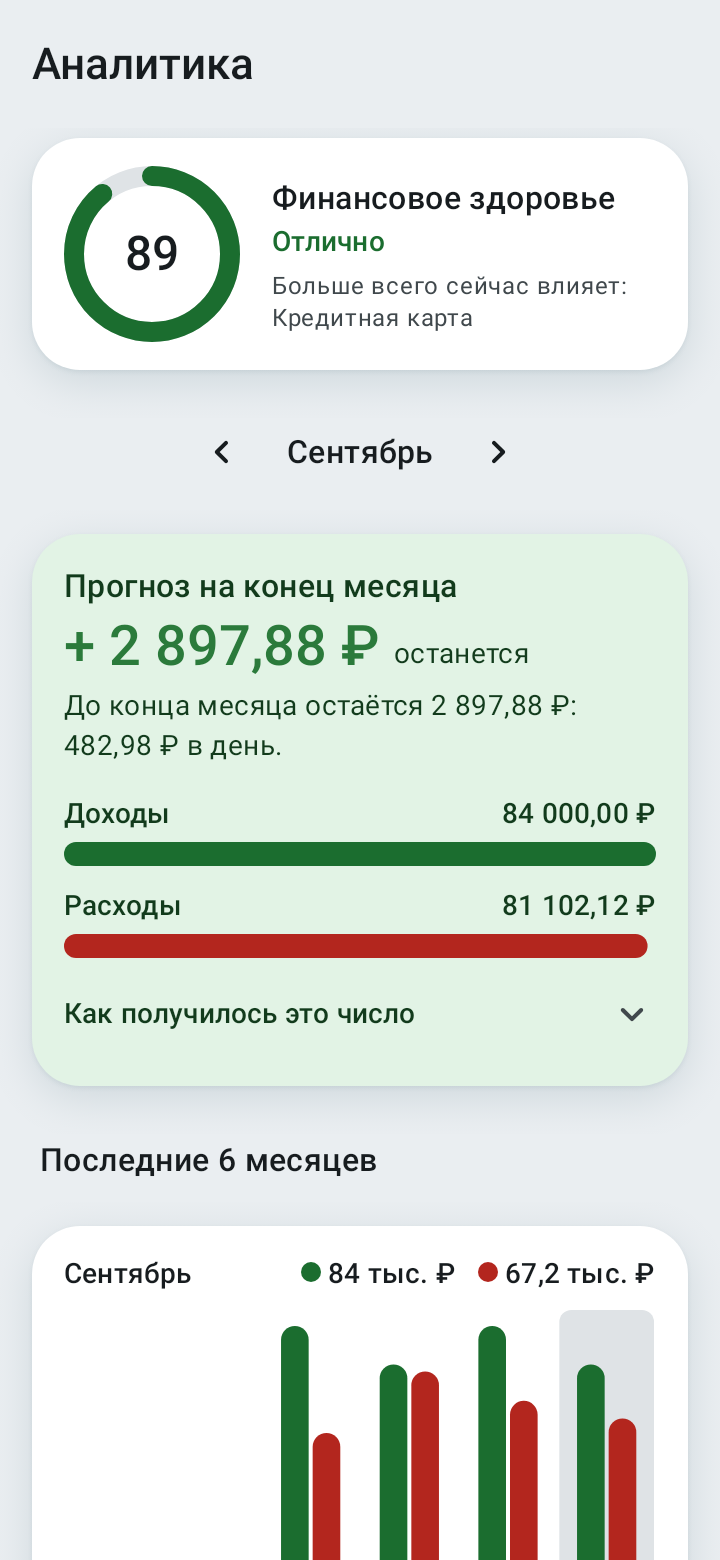 Аналитика
89
Финансовое здоровье
Отлично
Больше всего сейчас влияет:
Кредитная карта
Сентябрь
Прогноз на конец месяца
+ 2 897,88 ₽ останется
До конца месяца остаётся 2 897,88 ₽:
482,98 ₽ в день.
Доходы 84 000,00 ₽
Расходы 81 102,12 ₽
Как получилось это число
Последние 6 месяцев
Сентябрь 84 тыс. ₽ 67,2 тыс. ₽